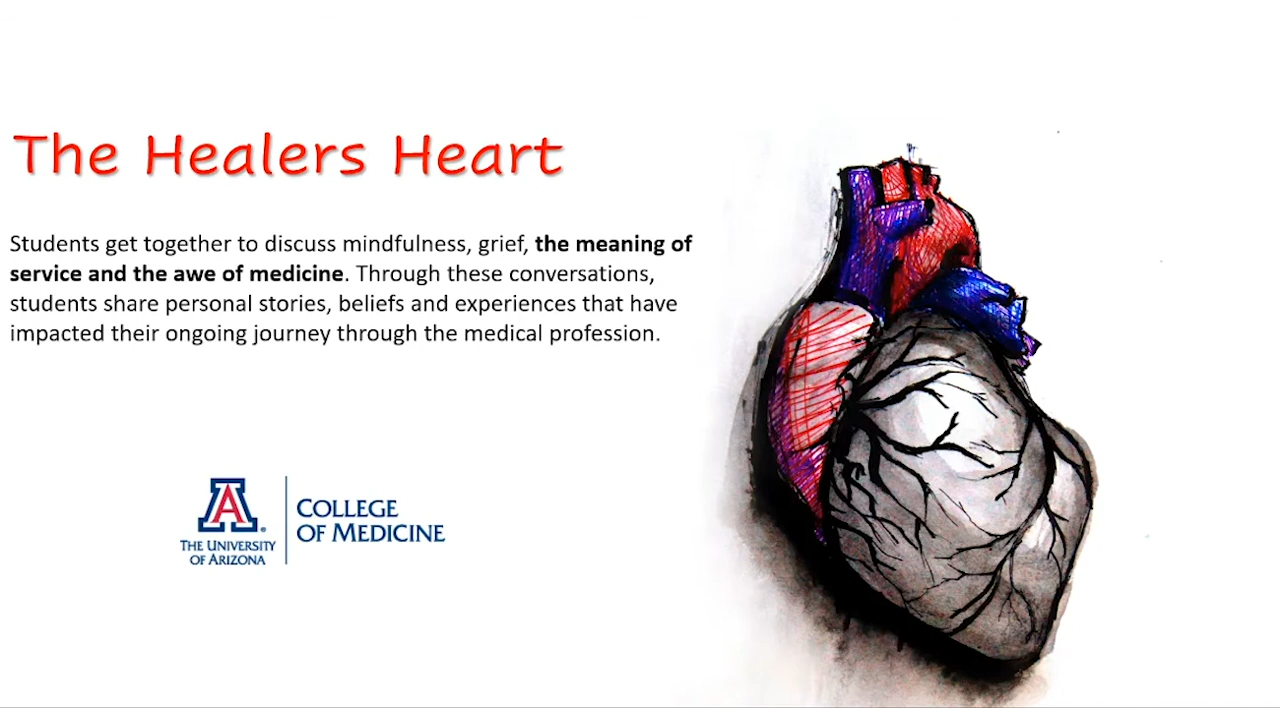 The Healers Heart
Students get together to discuss mindfulness, grief, the meaning of
service and the awe of medicine. Through these conversations,
students share personal stories, beliefs and experiences that have
impacted their ongoing journey through the medical profession.
A®
THE UNIVERSITY
OF ARIZONA
COLLEGE
OF MEDICINE